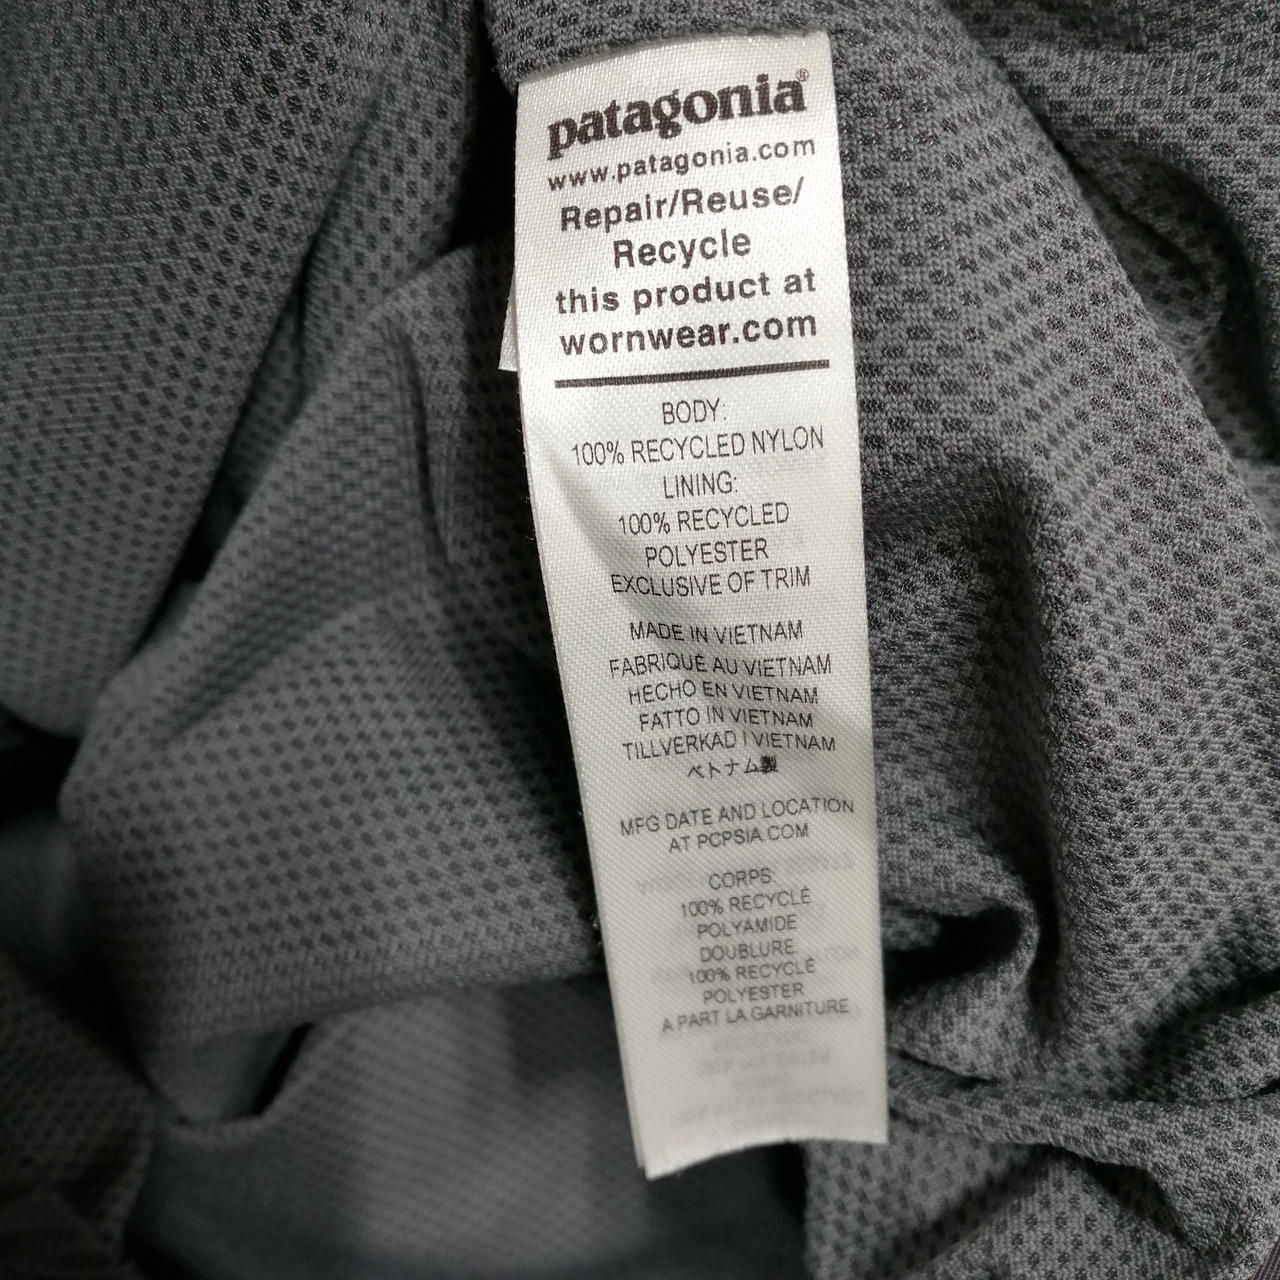 patagonia®
www.patagonia.com
Repair/Reuse/
Recycle
this product at
wornwear.com
BODY:
100% RECYCLED NYLON
LINING:
100% RECYCLED
POLYESTER
EXCLUSIVE OF TRIM
MADE IN VIETNAM
FABRIQUÉ AU VIETNAM
HECHO EN VIETNAM
FATTO IN VIETNAM
TILLVERKAD I VIETNAM
ベトナム製
MFG DATE AND LOCATION
AT PCPSIA.COM
CORPS:
100% RECYCLÉ
POLYAMIDE
DOUBLURE
100% RECYCLÉ
POLYESTER
A PART LA GARNITURE